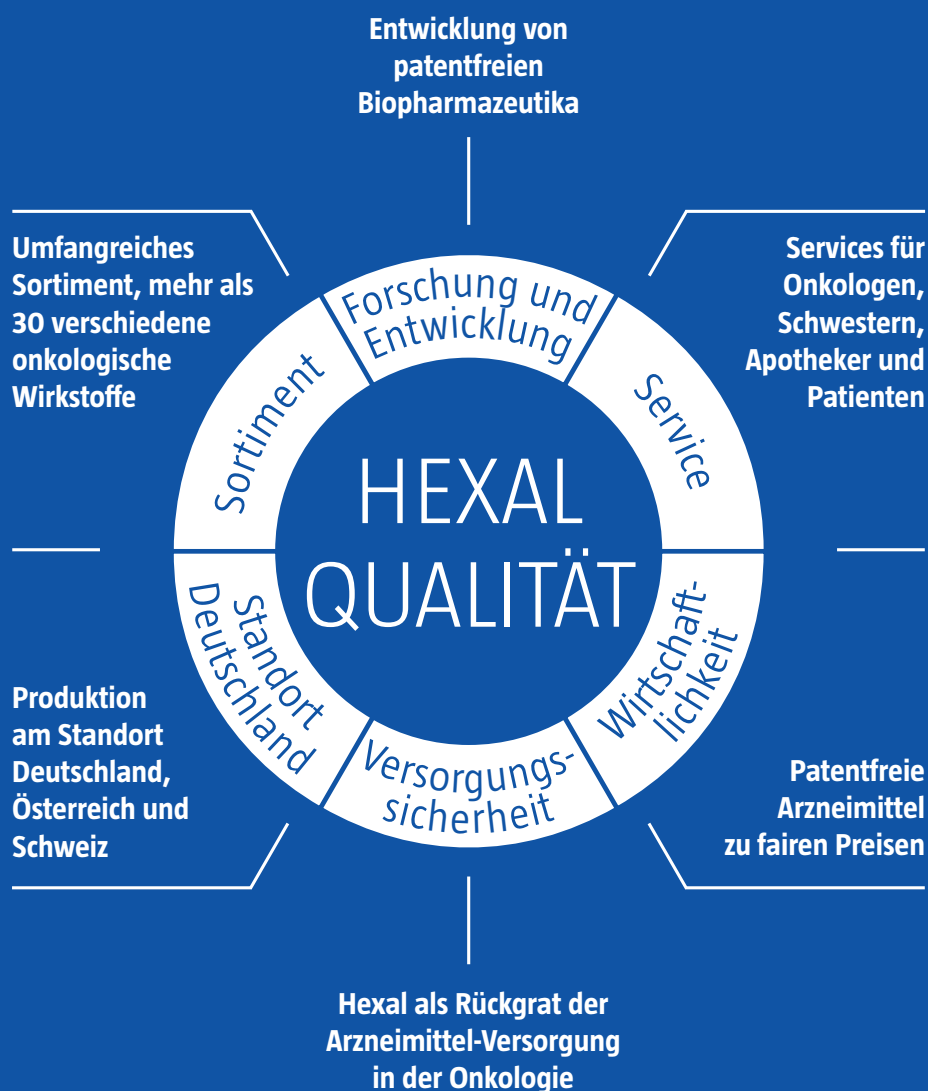 Entwicklung von
patentfreien
Biopharmazeutika
Umfangreiches
Sortiment, mehr als
30 verschiedene
onkologische
Wirkstoffe
Services für
Onkologen,
Schwestern,
Apotheker und
Patienten
Forschung und
Entwicklung
Sortiment
Service
HEXAL
QUALITÄT
Standort
Deutschland
Wirtschaft-
lichkeit
Versorgungs-
sicherheit
Produktion
am Standort
Deutschland,
Österreich und
Schweiz
Patentfreie
Arzneimittel
zu fairen Preisen
Hexal als Rückgrat der
Arzneimittel-Versorgung
in der Onkologie